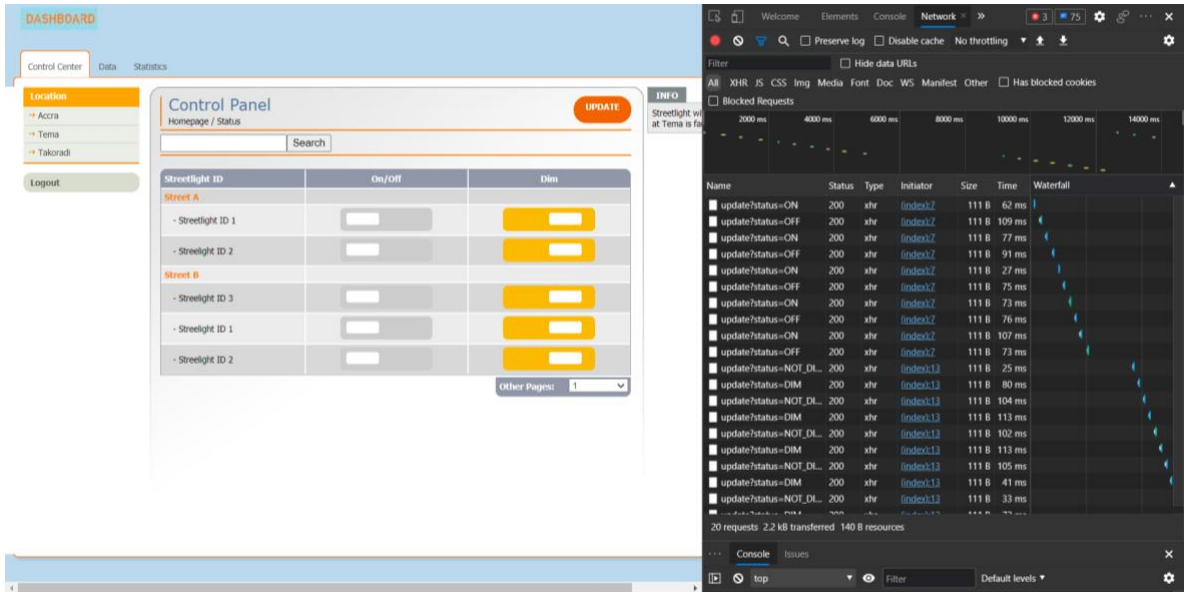 DASHBOARD
Control Center Data Statistics
Location
Accra
Tema
Takoradi
Logout
Control Panel
Homepage / Status
UPDATE
Search
Streetlight ID On/Off Dim
Street A
- Streetlight ID 1
- Streelight ID 2
Street B
- Streelight ID 3
- Streelight ID 1
- Streelight ID 2
Other Pages: 1
INFO
Streetlight wi
at Tema is fa
Welcome Elements Console Network × »
3 75 ··· ×
Preserve log Disable cache No throttling
Filter Hide data URLs
All XHR JS CSS Img Media Font Doc WS Manifest Other Has blocked cookies
Blocked Requests
2000 ms 4000 ms 6000 ms 8000 ms 10000 ms 12000 ms 14000 ms
Name Status Type Initiator Size Time Waterfall
update?status=ON 200 xhr (index):7 111 B 62 ms
update?status=OFF 200 xhr (index):7 111 B 109 ms
update?status=ON 200 xhr (index):7 111 B 77 ms
update?status=OFF 200 xhr (index):7 111 B 91 ms
update?status=ON 200 xhr (index):7 111 B 27 ms
update?status=OFF 200 xhr (index):7 111 B 75 ms
update?status=ON 200 xhr (index):7 111 B 73 ms
update?status=OFF 200 xhr (index):7 111 B 76 ms
update?status=ON 200 xhr (index):7 111 B 107 ms
update?status=OFF 200 xhr (index):7 111 B 73 ms
update?status=NOT_DI... 200 xhr (index):13 111 B 25 ms
update?status=DIM 200 xhr (index):13 111 B 80 ms
update?status=NOT_DI... 200 xhr (index):13 111 B 104 ms
update?status=DIM 200 xhr (index):13 111 B 113 ms
update?status=NOT_DI... 200 xhr (index):13 111 B 102 ms
update?status=DIM 200 xhr (index):13 111 B 113 ms
update?status=NOT_DI... 200 xhr (index):13 111 B 105 ms
update?status=DIM 200 xhr (index):13 111 B 41 ms
update?status=NOT_DI... 200 xhr (index):13 111 B 33 ms
20 requests 2.2 kB transferred 140 B resources
··· Console Issues ×
top Filter Default levels